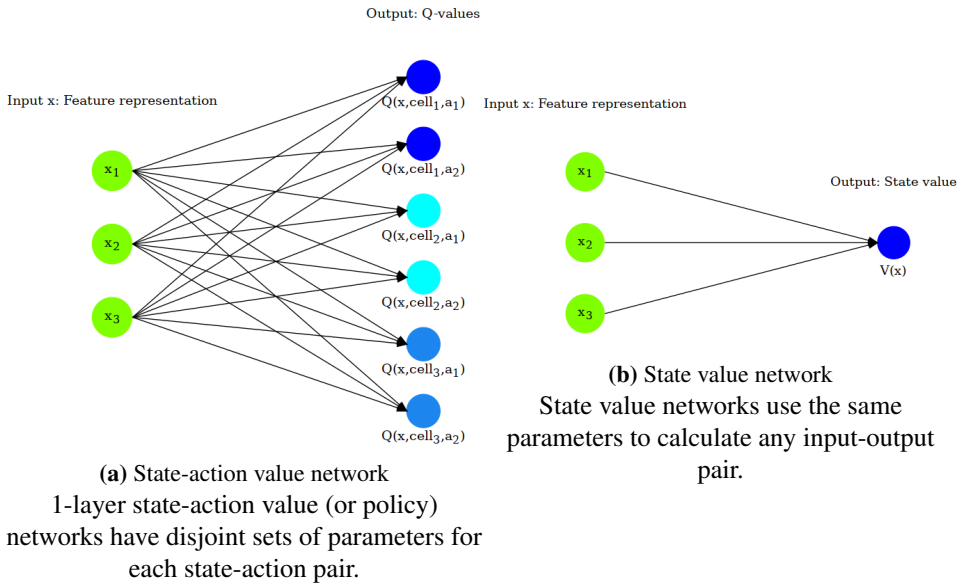 Output: Q-values
Input x: Feature representation
x1
x2
x3
Q(x,cell1,a1)
Q(x,cell1,a2)
Q(x,cell2,a1)
Q(x,cell2,a2)
Q(x,cell3,a1)
Q(x,cell3,a2)
(a) State-action value network
1-layer state-action value (or policy)
networks have disjoint sets of parameters for
each state-action pair.
Input x: Feature representation
x1
x2
x3
Output: State value
V(x)
(b) State value network
State value networks use the same
parameters to calculate any input-output
pair.